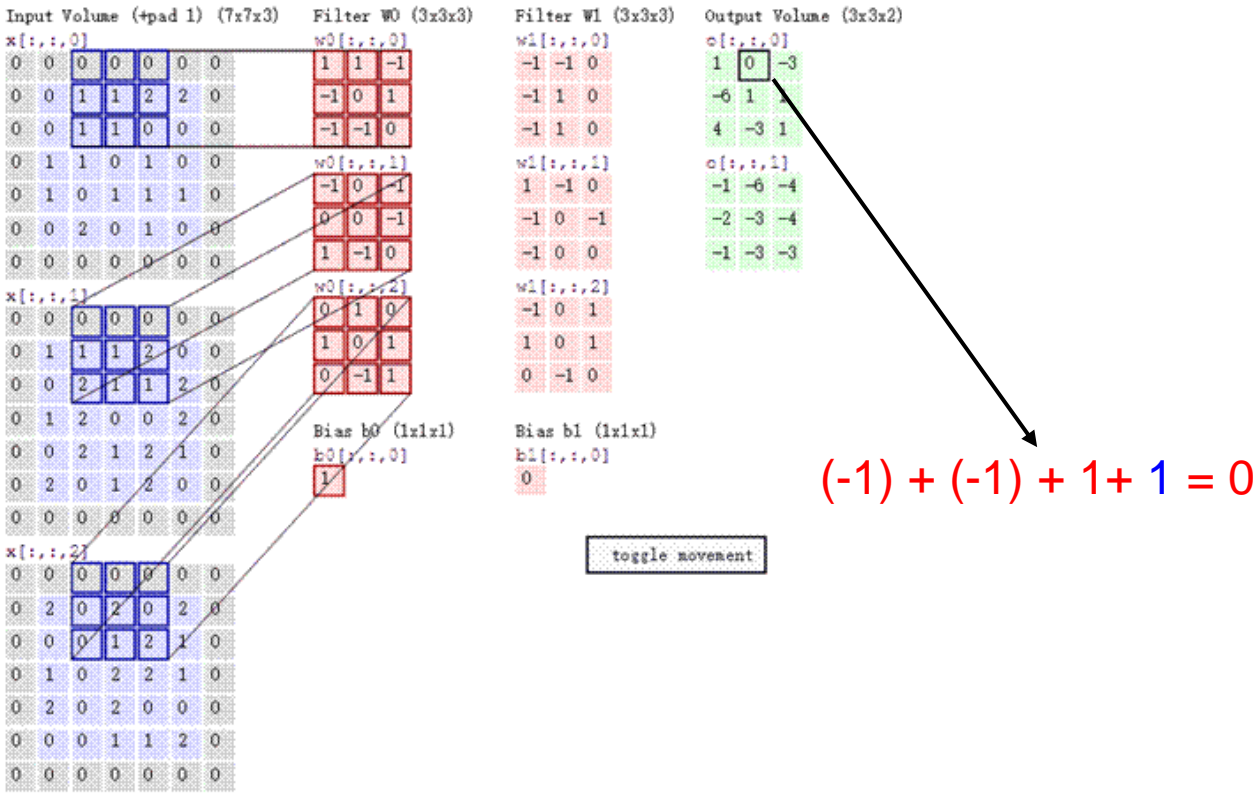 Input Volume (+pad 1) (7x7x3)
x[:,:,0]
0 0 0 0 0 0 0
0 0 1 1 2 2 0
0 0 1 1 0 0 0
0 1 1 0 1 0 0
0 1 0 1 1 1 0
0 0 2 0 1 0 0
0 0 0 0 0 0 0
x[:,:,1]
0 0 0 0 0 0 0
0 1 1 1 2 0 0
0 0 2 1 1 2 0
0 1 2 0 0 2 0
0 0 2 1 2 1 0
0 2 0 1 2 0 0
0 0 0 0 0 0 0
x[:,:,2]
0 0 0 0 0 0 0
0 2 0 2 0 2 0
0 0 0 1 2 1 0
0 1 0 2 2 1 0
0 2 0 2 0 0 0
0 0 0 1 1 2 0
0 0 0 0 0 0 0
Filter W0 (3x3x3)
w0[:,:,0]
1 1 -1
-1 0 1
-1 -1 0
w0[:,:,1]
-1 0 -1
0 0 -1
1 -1 0
w0[:,:,2]
0 1 0
1 0 1
0 -1 1
Bias b0 (1x1x1)
b0[:,:,0]
1
Filter W1 (3x3x3)
w1[:,:,0]
-1 -1 0
-1 1 0
-1 1 0
w1[:,:,1]
1 -1 0
-1 0 -1
-1 0 0
w1[:,:,2]
-1 0 1
1 0 1
0 -1 0
Bias b1 (1x1x1)
b1[:,:,0]
0
Output Volume (3x3x2)
o[:,:,0]
1 0 -3
-6 1
4 -3 1
o[:,:,1]
-1 -6 -4
-2 -3 -4
-1 -3 -3
(-1) + (-1) + 1+ 1 = 0
toggle movement